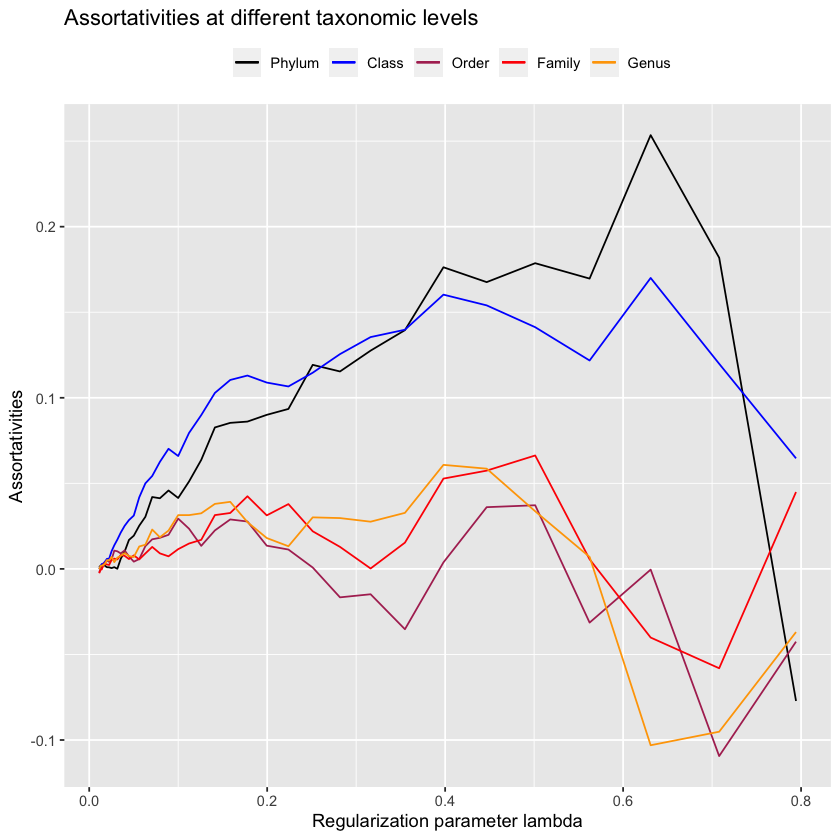 Assortativities at different taxonomic levels
Phylum Class Order Family Genus
Assortativities
0.2
0.1
0.0
-0.1
0.0 0.2 0.4 0.6 0.8
Regularization parameter lambda